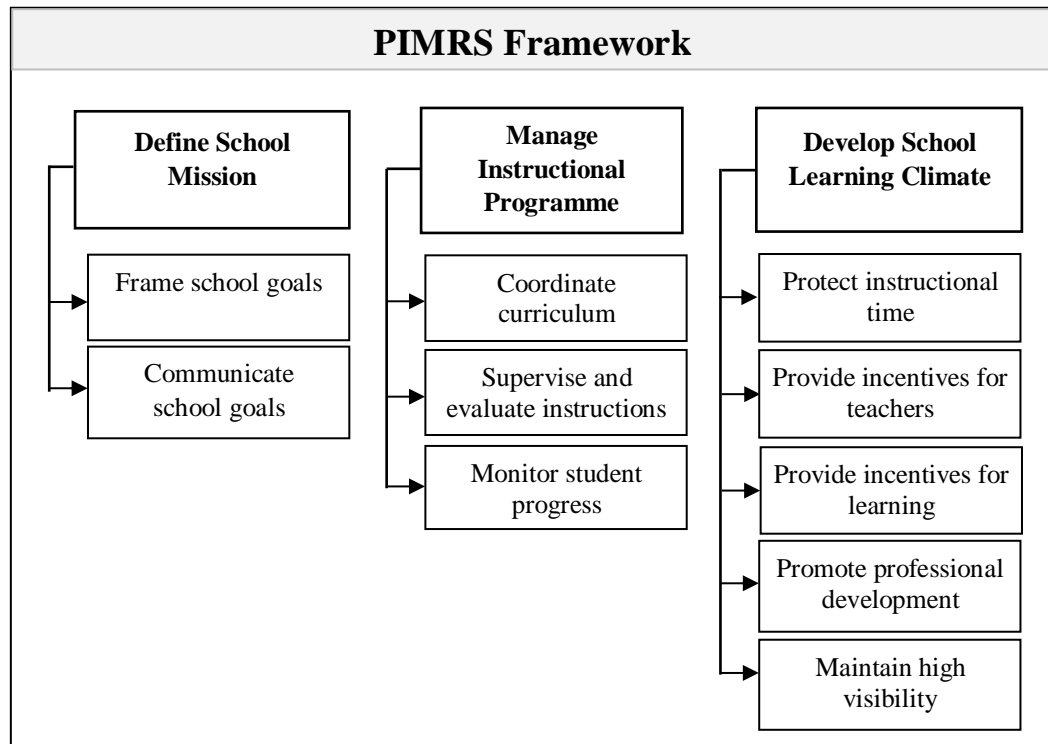 PIMRS Framework
Define School
Mission
Frame school goals
Communicate
school goals
Manage
Instructional
Programme
Coordinate
curriculum
Supervise and
evaluate instructions
Monitor student
progress
Develop School
Learning Climate
Protect instructional
time
Provide incentives for
teachers
Provide incentives for
learning
Promote professional
development
Maintain high
visibility